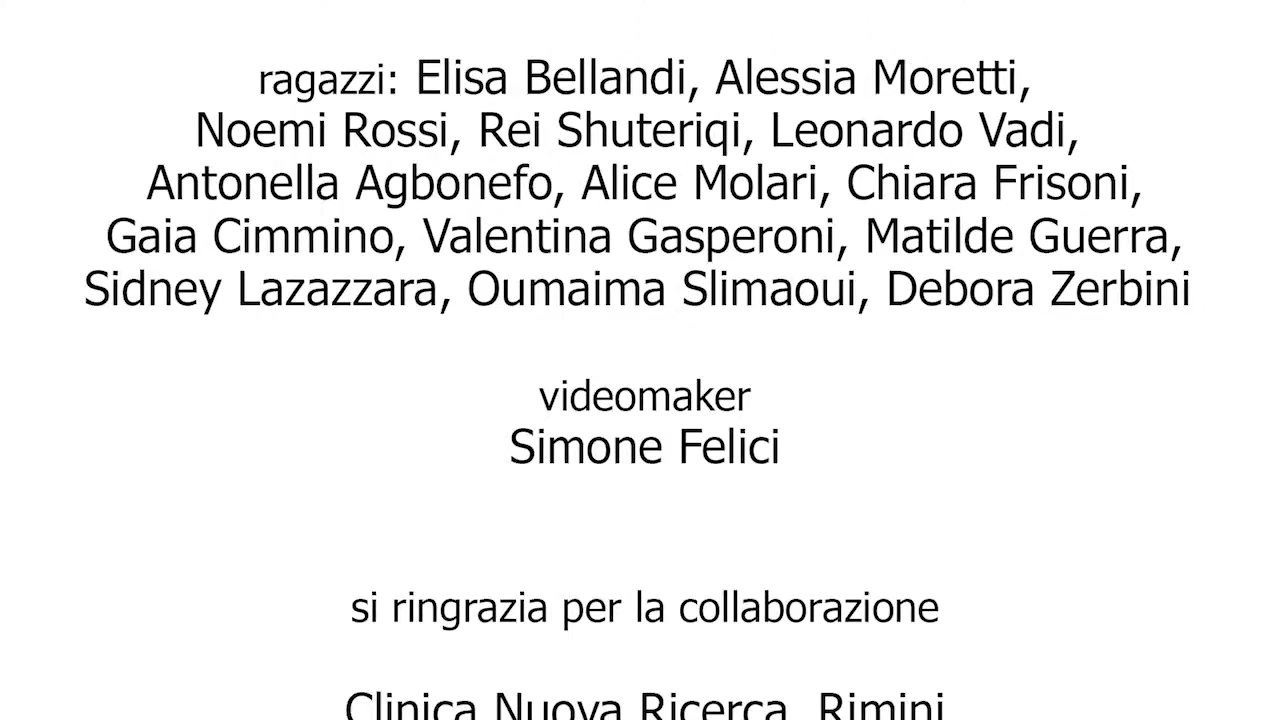 ragazzi: Elisa Bellandi, Alessia Moretti,
Noemi Rossi, Rei Shuteriqi, Leonardo Vadi,
Antonella Agbonefo, Alice Molari, Chiara Frisoni,
Gaia Cimmino, Valentina Gasperoni, Matilde Guerra,
Sidney Lazazzara, Oumaima Slimaoui, Debora Zerbini
videomaker
Simone Felici
si ringrazia per la collaborazione
Clinica Nuova Ricerca, Rimini